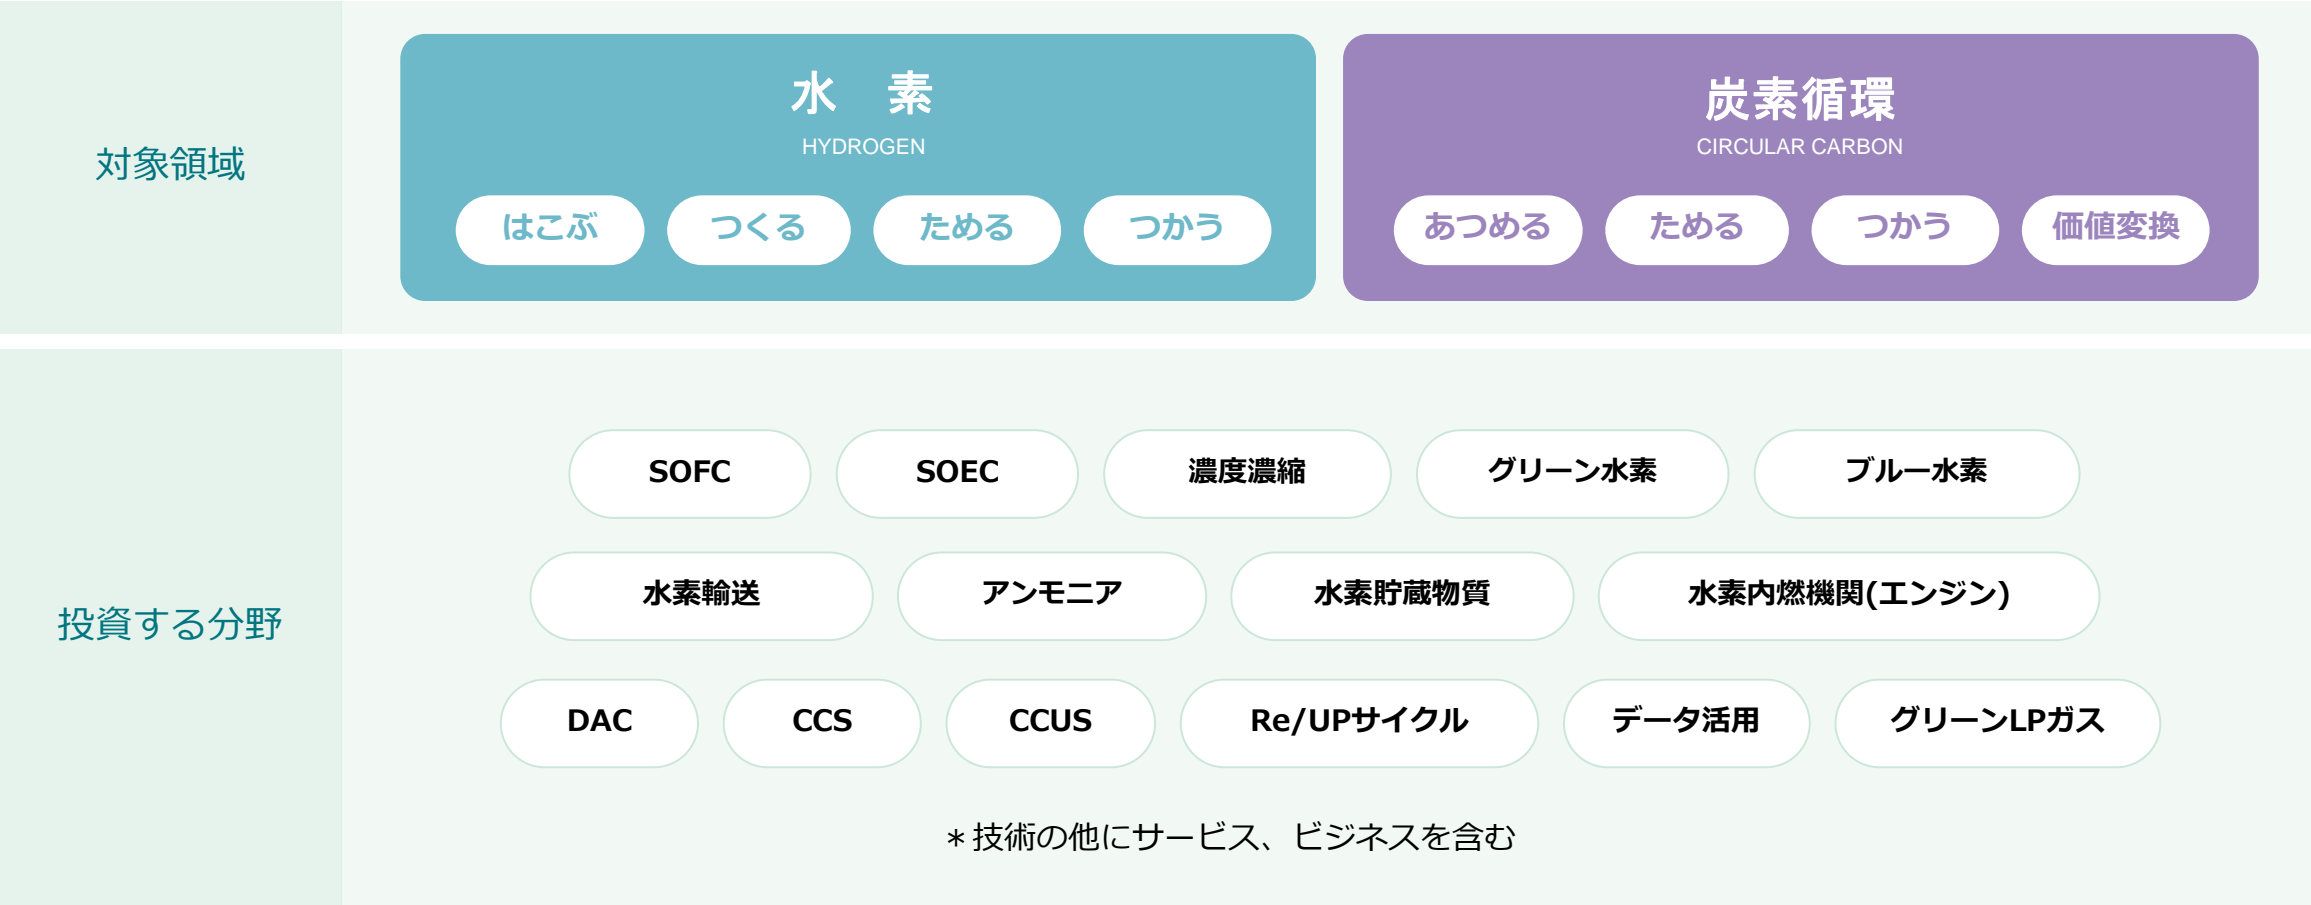 対象領域
水　素
HYDROGEN
はこぶ つくる ためる つかう
炭素循環
CIRCULAR CARBON
あつめる ためる つかう 価値変換
投資する分野
SOFC SOEC 濃度濃縮 グリーン水素 ブルー水素
水素輸送 アンモニア 水素貯蔵物質 水素内燃機関(エンジン)
DAC CCS CCUS Re/UPサイクル データ活用 グリーンLPガス
＊技術の他にサービス、ビジネスを含む